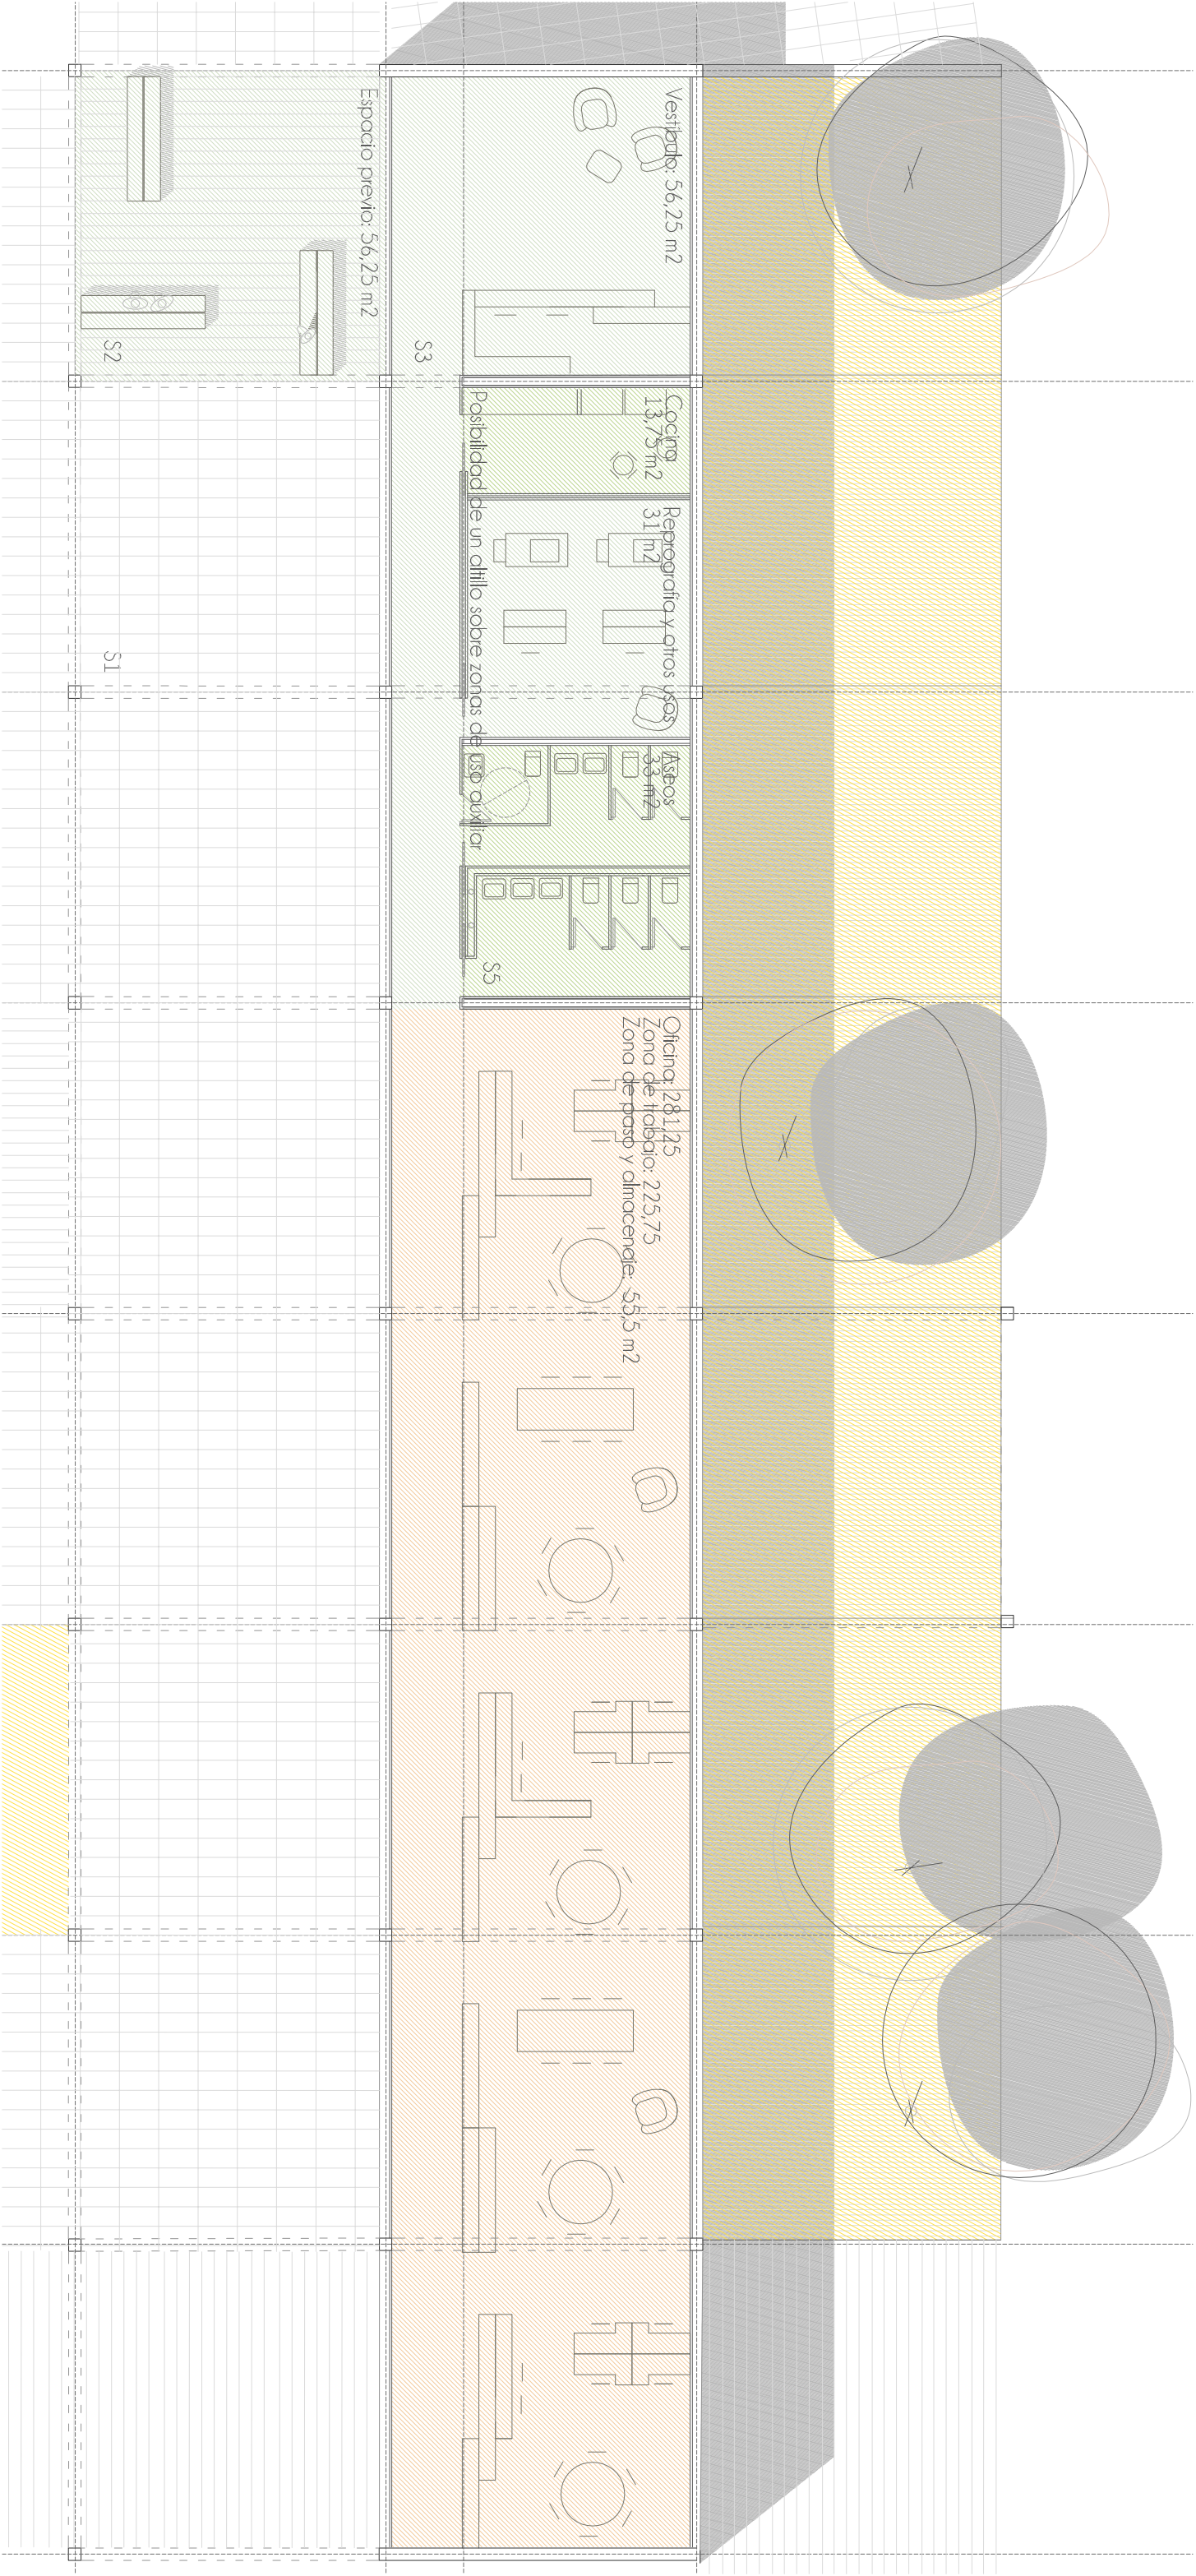 Vestíbulo: 56,25 m2
Espacio previo: 56,25 m2
S2
S3
Cocina
13,75 m2
Posibilidad de un altillo sobre zonas de uso auxiliar
Reprografía y otros usos
31 m2
S1
Aseos
33 m2
S5
Oficina: 281,25
Zona de trabajo: 225,75
Zona de paso y almacenaje: 55,5 m2